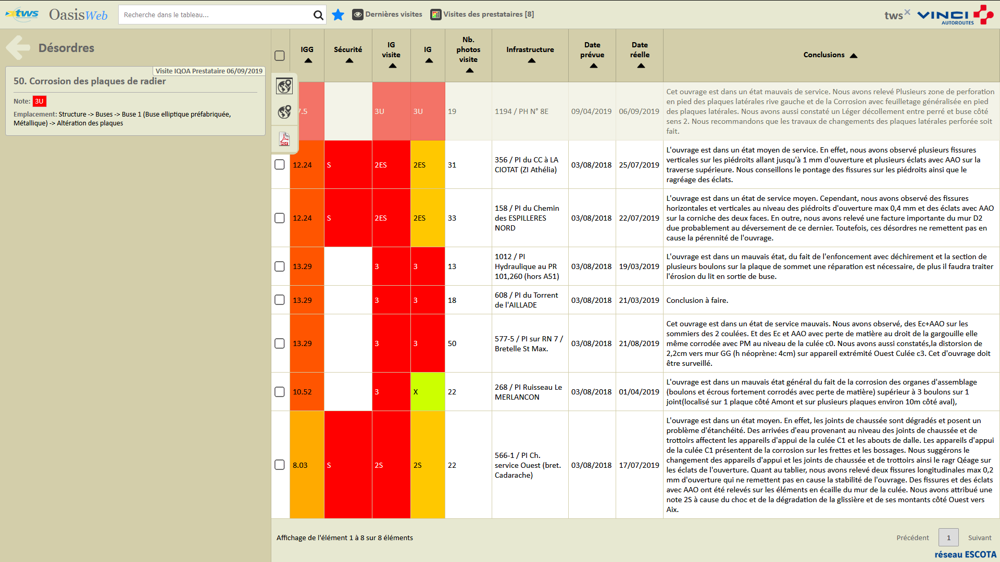 tws OasisWeb Recherche dans le tableau... Dernières visites Visites des prestataires [8] tws VINCI AUTOROUTES
Désordres
Visite IQOA Prestataire 06/09/2019
50. Corrosion des plaques de radier
Note: 3U
Emplacement: Structure -> Buses -> Buse 1 (Buse elliptique préfabriquée,
Métallique) -> Altération des plaques
IGG Sécurité IG visite IG Nb. photos visite Infrastructure Date prévue Date réelle Conclusions
7.5 3U 3U 19 1194 / PH N° 8E 09/04/2019 06/09/2019
Cet ouvrage est dans un état mauvais de service. Nous avons relevé Plusieurs zone de perforation
en pied des plaques latérales rive gauche et de la Corrosion avec feuilletage généralisée en pied
des plaques latérales. Nous avons aussi constaté un Léger décollement entre perré et buse côté
sens 2. Nous recommandons que les travaux de changements des plaques latérales perforée soit
fait.
PDF
12.24 S 2ES 2ES 31
356 / PI du CC à LA
CIOTAT (ZI Athélia)
03/08/2018 25/07/2019
L'ouvrage est dans un état moyen de service. En effet, nous avons observé plusieurs fissures
verticales sur les piédroits allant jusqu'à 1 mm d'ouverture et plusieurs éclats avec AAO sur la
traverse supérieure. Nous conseillons le pontage des fissures sur les piédroits ainsi que le
ragréage des éclats.
12.24 S 2ES 2ES 33
158 / PI du Chemin
des ESPILLERES
NORD
03/08/2018 22/07/2019
L'ouvrage est dans un état de service moyen. Cependant, nous avons observé des fissures
horizontales et verticales au niveau des piédroits d'ouverture max 0,4 mm et des éclats avec AAO
sur la corniche des deux faces. En outre, nous avons relevé une facture importante du mur D2
due probablement au déversement de ce dernier. Toutefois, ces désordres ne remettent pas en
cause la pérennité de l'ouvrage.
13.29 3 3 13
1012 / PI
Hydraulique au PR
101,260 (hors A51)
03/08/2018 19/03/2019
L'ouvrage est dans un mauvais état, du fait de l'enfoncement avec déchirement et la section de
plusieurs boulons sur la plaque de sommet une réparation est nécessaire, de plus il faudra traiter
l'érosion du lit en sortie de buse.
13.29 3 3 18
608 / PI du Torrent
de l'AILLADE
03/08/2018 21/03/2019
Conclusion à faire.
13.29 3 3 50
577-5 / PI sur RN 7 /
Bretelle St Max.
03/08/2018 21/08/2019
Cet ouvrage est dans un état de service mauvais. Nous avons observé, des Ec+AAO sur les
sommiers des 2 coulées. Et des Ec et AAO avec perte de matière au droit de la gargouille elle
même corrodée avec PM au niveau de la culée c0. Nous avons aussi constatés,la distorsion de
2,2cm vers mur GG (h néoprène: 4cm) sur appareil extrémité Ouest Culée c3. Cet d'ouvrage doit
être surveillé.
10.52 3 X 22
268 / PI Ruisseau Le
MERLANCON
03/08/2018 01/04/2019
L'ouvrage est dans un mauvais état général du fait de la corrosion des organes d'assemblage
(boulons et écrous fortement corrodés avec perte de matière) supérieur à 3 boulons sur 1
joint(localisé sur 1 plaque côté Amont et sur plusieurs plaques environ 10m côté aval),
8.03 S 2S 2S 22
566-1 / PI Ch.
service Ouest (bret.
Cadarache)
03/08/2018 17/07/2019
L'ouvrage est dans un état moyen. En effet, les joints de chaussée sont dégradés et posent un
problème d'étanchéité. Des arrivées d'eau provenant au niveau des joints de chaussée et de
trottoirs affectent les appareils d'appui de la culée C1 et les abouts de dalle. Les appareils d'appui
de la culée C1 présentent de la corrosion sur les frettes et les bossages. Nous suggérons le
changement des appareils d'appui et les joints de chaussée et de trottoirs ainsi le ragr Qéage sur
les éclats de l'ouverture. Quant au tablier, nous avons relevé deux fissures longitudinales max 0,2
mm d'ouverture qui ne remettent pas en cause la stabilité de l'ouvrage. Des fissures et des éclats
avec AAO ont été relevés sur les éléments en écaille du mur de la culée. Nous avons attribué une
note 2S à cause du choc et de la dégradation de la glissière et de ses montants côté Ouest vers
Aix.
Affichage de l'élément 1 à 8 sur 8 éléments
Précédent 1 Suivant
réseau ESCOTA